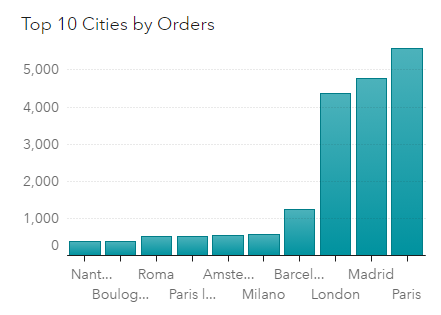 Top 10 Cities by Orders
5,000
4,000
3,000
2,000
1,000
0
Nant... Roma Amste... Barcel... Madrid
Boulog... Paris l... Milano London Paris